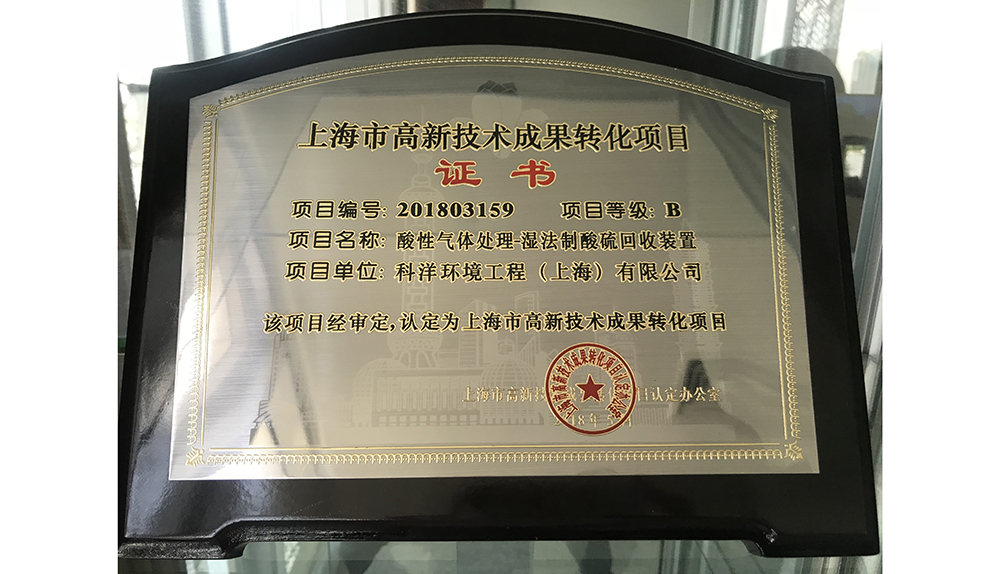 上海市高新技术成果转化项目
证书
项目编号: 201803159 项目等级: B
项目名称: 酸性气体处理-湿法制酸硫回收装置
项目单位: 科洋环境工程（上海）有限公司
该项目经审定,认定为上海市高新技术成果转化项目
上海市高新技术成果转化项目认定办公室